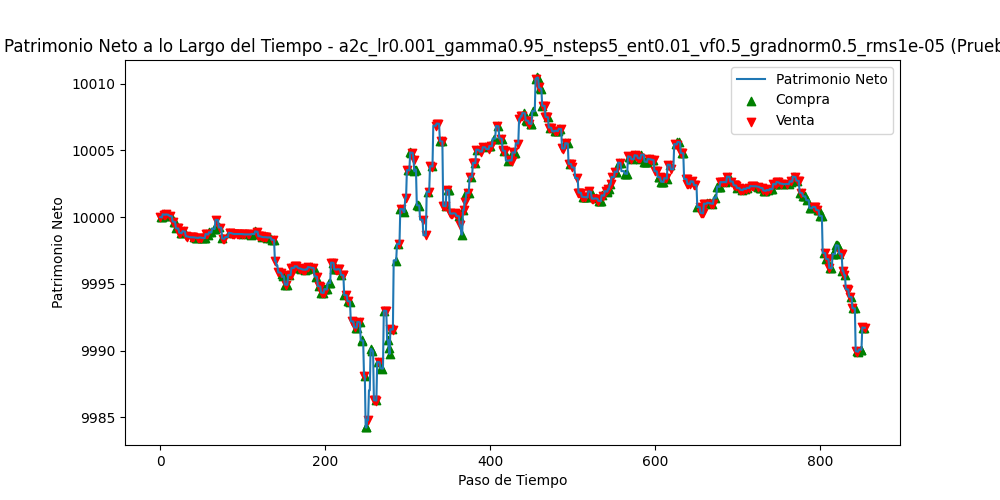 Patrimonio Neto a lo Largo del Tiempo - a2c_lr0.001_gamma0.95_nsteps5_ent0.01_vf0.5_gradnorm0.5_rms1e-05 (Prueb
Patrimonio Neto
Compra
Venta
10010
10005
10000
9995
9990
9985
Patrimonio Neto
0 200 400 600 800
Paso de Tiempo